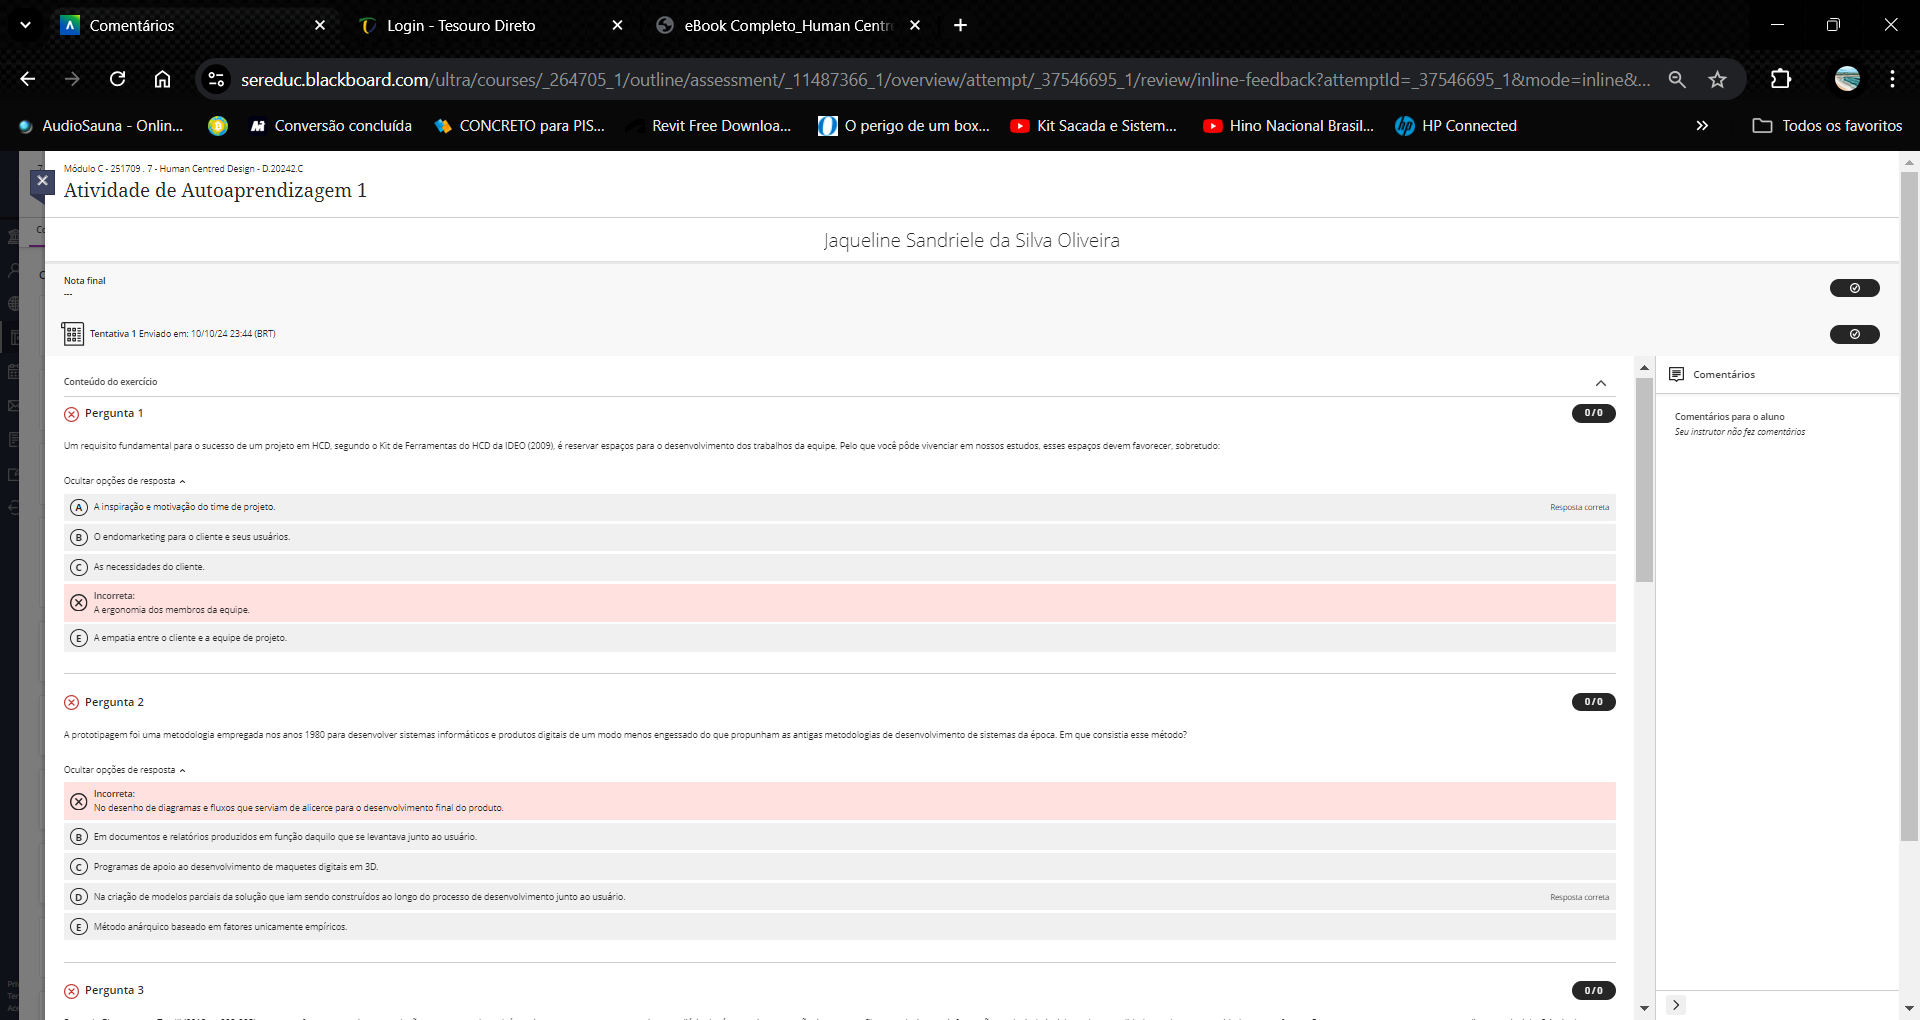 Comentários
Login - Tesouro Direto
eBook Completo_Human Centr
sereduc.blackboard.com/ultra/courses/_264705_1/outline/assessment/_11487366_1/overview/attempt/_37546695_1/review/inline-feedback?attemptId=_37546695_1&mode=inline&...
AudioSauna - Onlin...
Conversão concluída
CONCRETO para PIS...
Revit Free Downloa...
O perigo de um box...
Kit Sacada e Sistem...
Hino Nacional Brasil...
HP Connected
Todos os favoritos
Módulo C - 251709 . 7 - Human Centred Design - D.20242.C
Atividade de Autoaprendizagem 1
Jaqueline Sandriele da Silva Oliveira
Nota final
---
Tentativa 1 Enviado em: 10/10/24 23:44 (BRT)
Conteúdo do exercício
Pergunta 1
0/0
Um requisito fundamental para o sucesso de um projeto em HCD, segundo o Kit de Ferramentas do HCD da IDEO (2009), é reservar espaços para o desenvolvimento dos trabalhos da equipe. Pelo que você pôde vivenciar em nossos estudos, esses espaços devem favorecer, sobretudo:
Ocultar opções de resposta
A A inspiração e motivação do time de projeto. Resposta correta
B O endomarketing para o cliente e seus usuários.
C As necessidades do cliente.
Incorreta:
A ergonomia dos membros da equipe.
E A empatia entre o cliente e a equipe de projeto.
Pergunta 2
0/0
A prototipagem foi uma metodologia empregada nos anos 1980 para desenvolver sistemas informáticos e produtos digitais de um modo menos engessado do que propunham as antigas metodologias de desenvolvimento de sistemas da época. Em que consistia esse método?
Ocultar opções de resposta
Incorreta:
No desenho de diagramas e fluxos que serviam de alicerce para o desenvolvimento final do produto.
B Em documentos e relatórios produzidos em função daquilo que se levantava junto ao usuário.
C Programas de apoio ao desenvolvimento de maquetes digitais em 3D.
D Na criação de modelos parciais da solução que iam sendo construídos ao longo do processo de desenvolvimento junto ao usuário. Resposta correta
E Método anárquico baseado em fatores unicamente empíricos.
Pergunta 3
0/0
Comentários
Comentários para o aluno
Seu instrutor não fez comentários